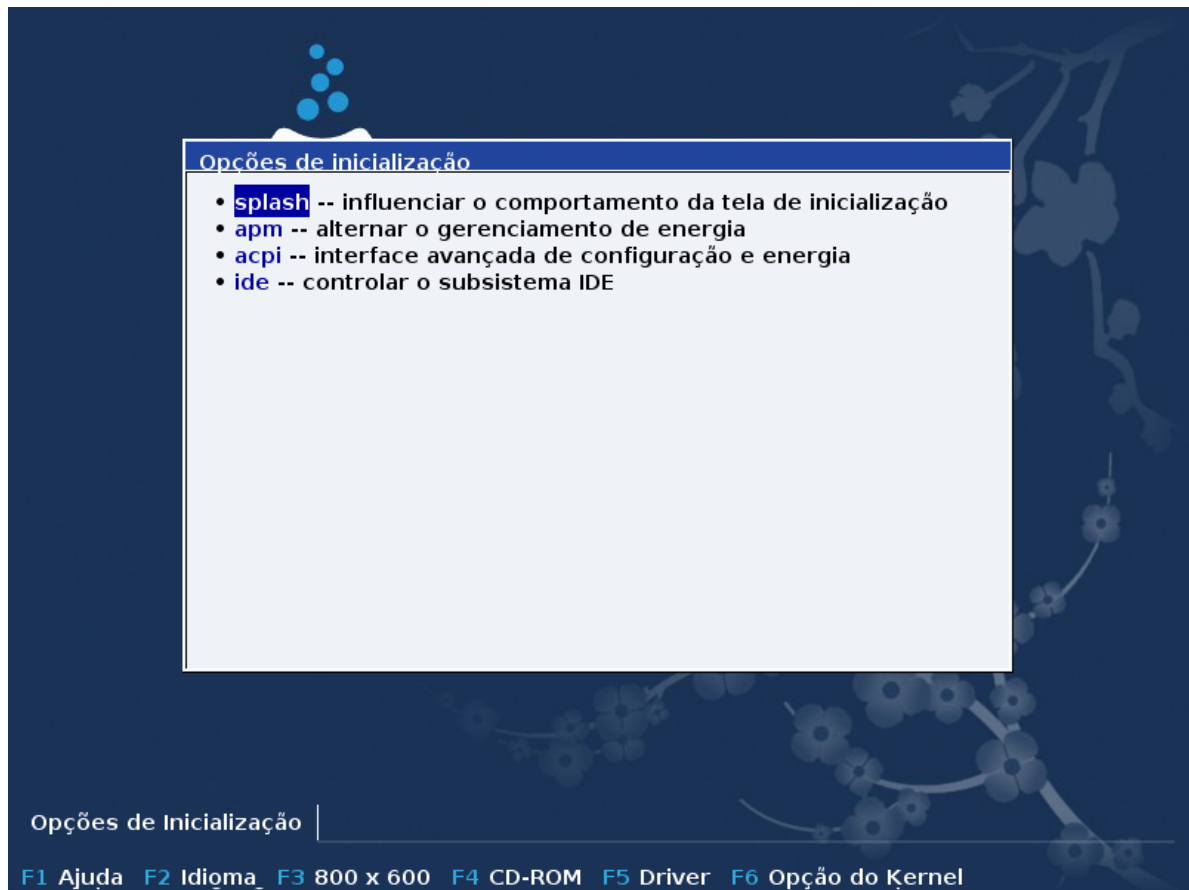 Opções de inicialização
• splash -- influenciar o comportamento da tela de inicialização
• apm -- alternar o gerenciamento de energia
• acpi -- interface avançada de configuração e energia
• ide -- controlar o subsistema IDE
Opções de Inicialização
F1 Ajuda F2 Idioma F3 800 x 600 F4 CD-ROM F5 Driver F6 Opção do Kernel